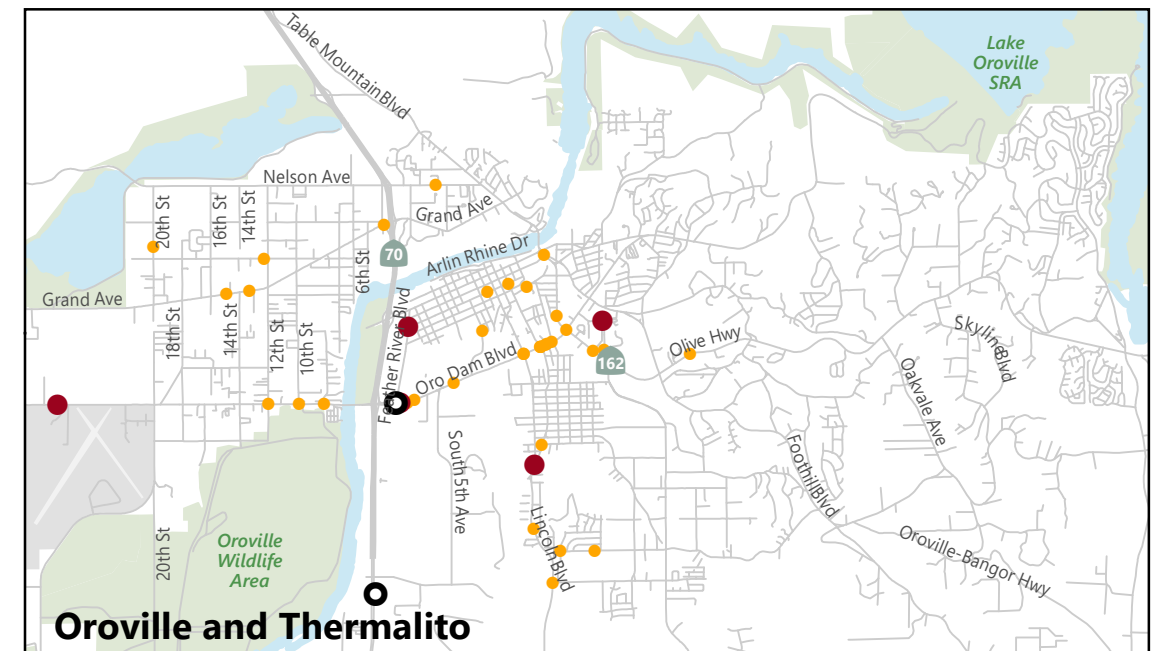 Table Mountain Blvd
Lake
Oroville
SRA
Nelson Ave
Grand Ave
20th St
16th St
14th St
70
Arlin Rhine Dr
6th St
Grand Ave
18th St
14th St
12th St
10th St
Feather River Blvd
Oro Dam Blvd
162
Olive Hwy
Skyline Blvd
Oakvale Ave
South 5th Ave
Foothill Blvd
Lincoln Blvd
Oroville-Bangor Hwy
20th St
Oroville
Wildlife
Area
Oroville and Thermalito